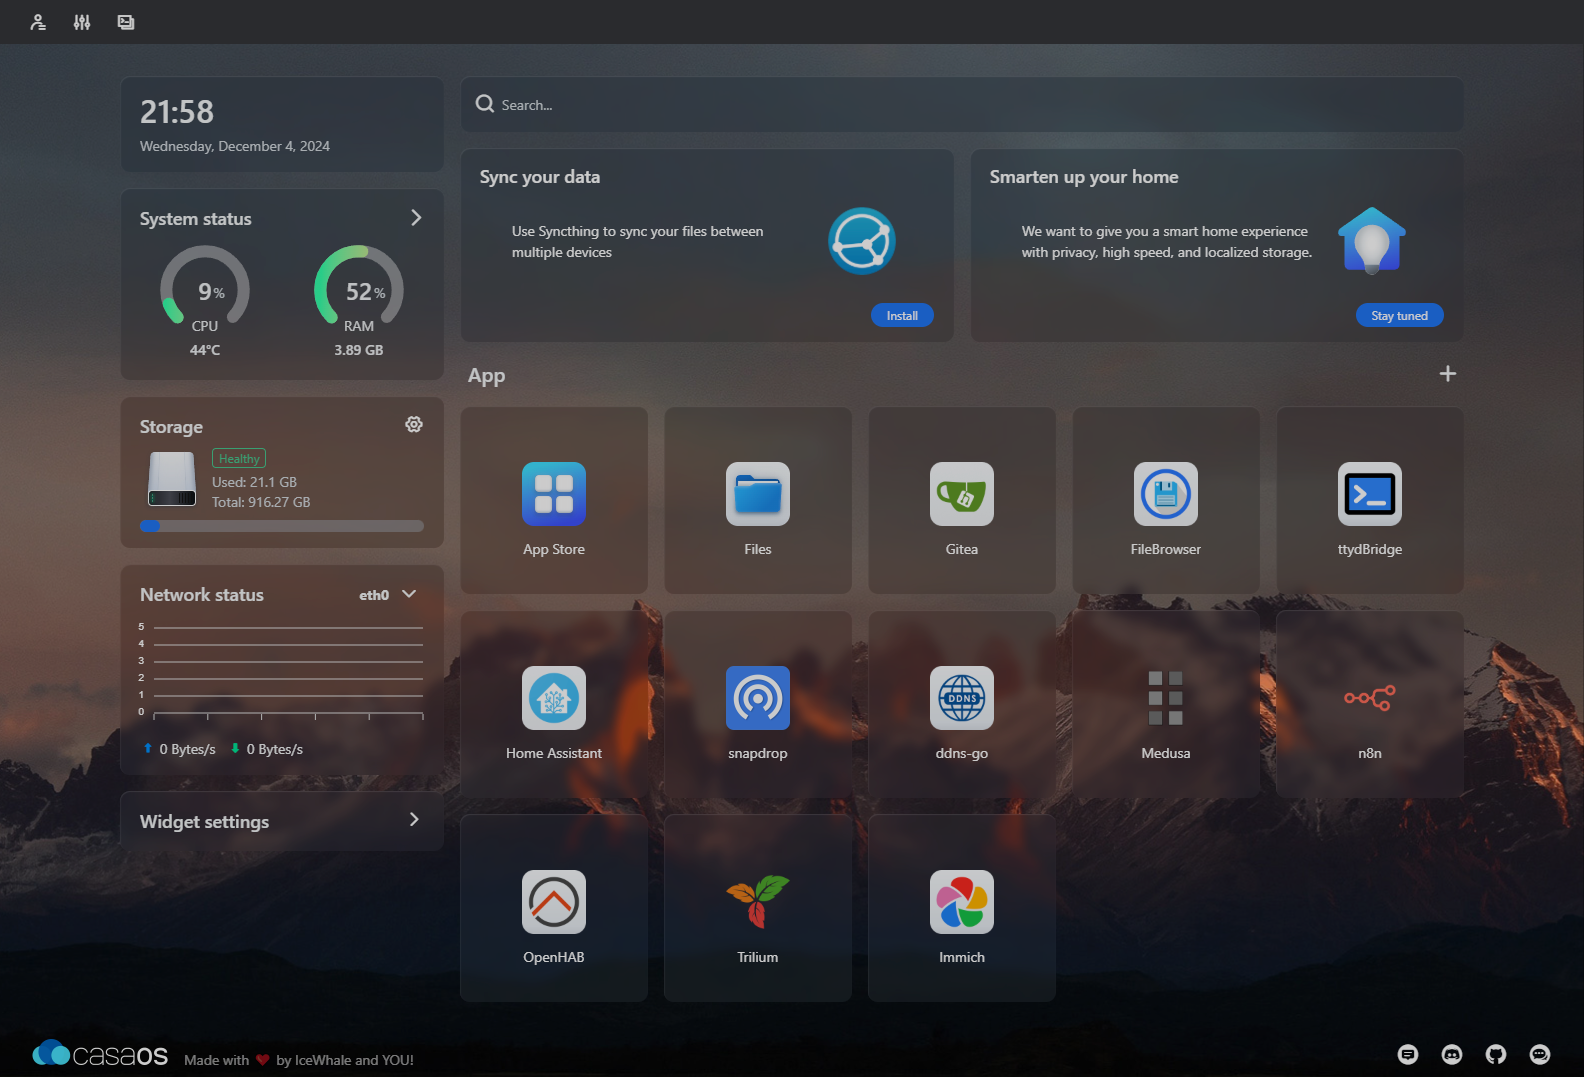 21:58
Wednesday, December 4, 2024
System status
9%
CPU
44°C
52%
RAM
3.89 GB
Storage
Healthy
Used: 21.1 GB
Total: 916.27 GB
Network status
eth0
5
4
3
2
1
0
0 Bytes/s
0 Bytes/s
Widget settings
Search...
Sync your data
Use Syncthing to sync your files between
multiple devices
Install
Smarten up your home
We want to give you a smart home experience
with privacy, high speed, and localized storage.
Stay tuned
App
App Store
Files
Gitea
FileBrowser
ttydBridge
Home Assistant
snapdrop
DDNS
ddns-go
Medusa
n8n
OpenHAB
Trilium
Immich
casaOS
Made with ❤ by IceWhale and YOU!